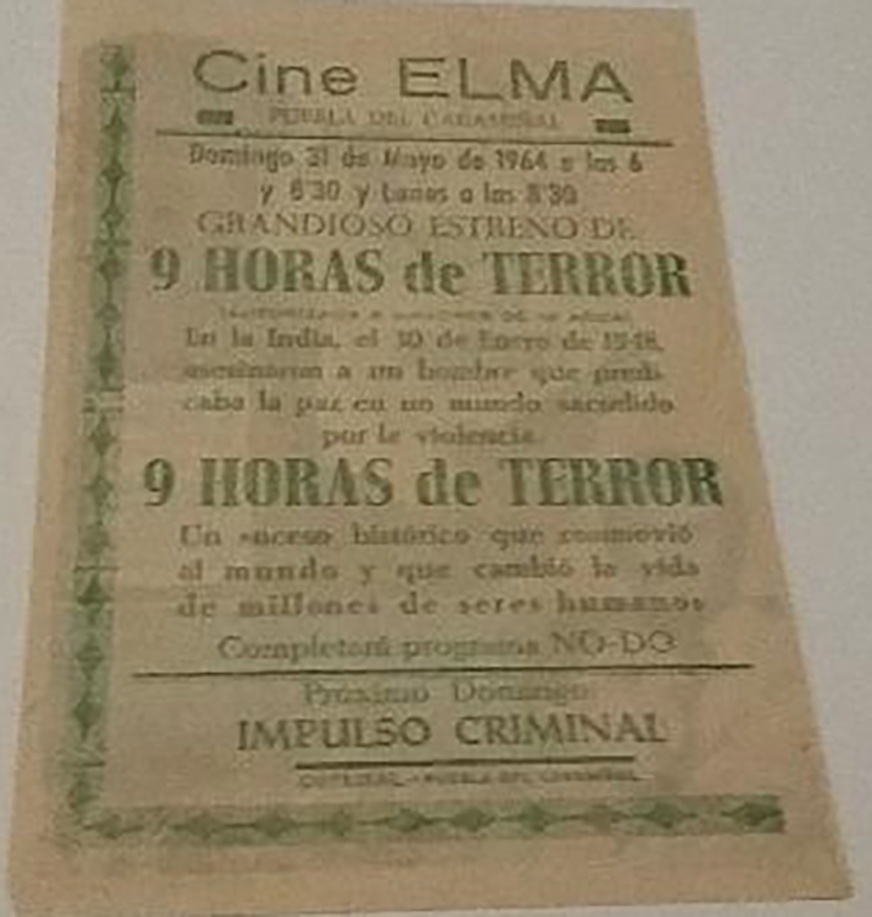 Cine ELMA
PUEBLA DEL CARAMIÑAL
Domingo 31 de Mayo de 1964 a las 6
y 8'30 y Lunes a las 8'30
GRANDIOSO ESTRENO DE
9 HORAS de TERROR
En la India, el 30 de Enero de 1948,
asesinaron a un hombre que predi-
caba la paz en un mundo sacudido
por la violencia
9 HORAS de TERROR
Un suceso histórico que conmovió
al mundo y que cambió la vida
de millones de seres humanos
Completará programa NO-DO
Próximo Domingo
IMPULSO CRIMINAL
PUEBLA DEL CARAMIÑAL